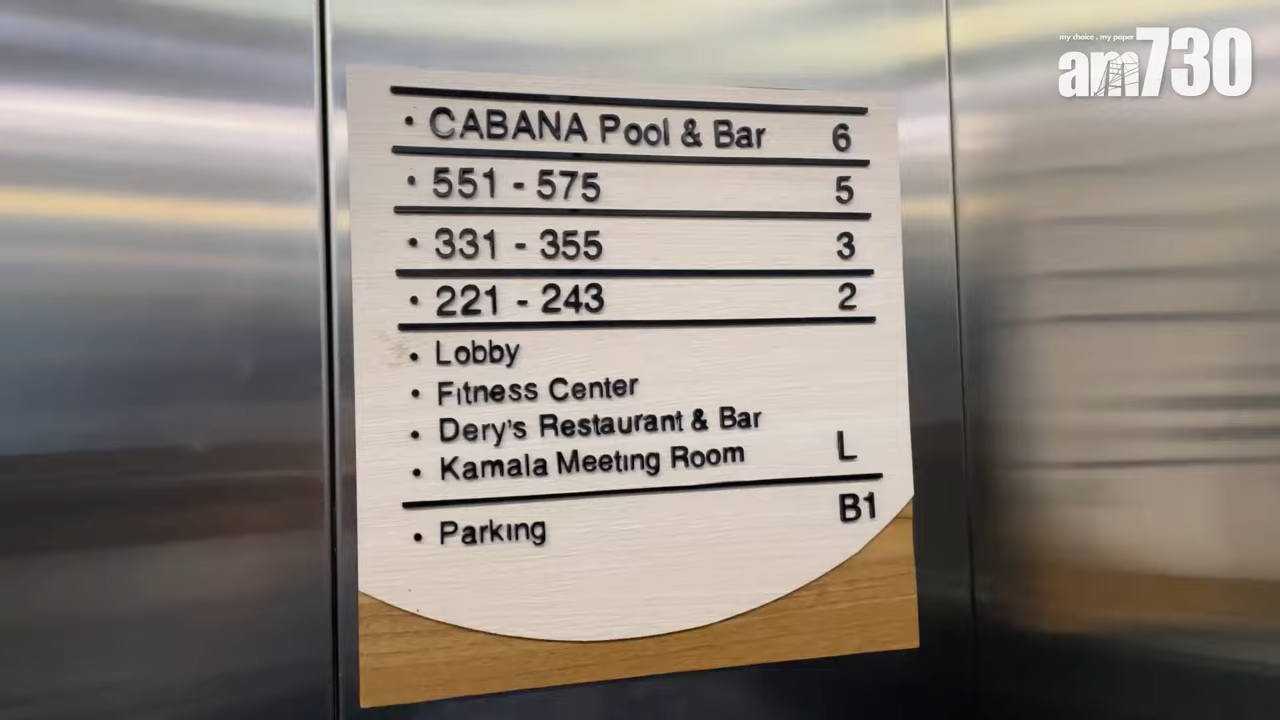 my choice . my paper
am730
• CABANA Pool & Bar 6
• 551 - 575 5
• 331 - 355 3
• 221 - 243 2
• Lobby
• Fitness Center
• Dery's Restaurant & Bar
• Kamala Meeting Room L
• Parking B1